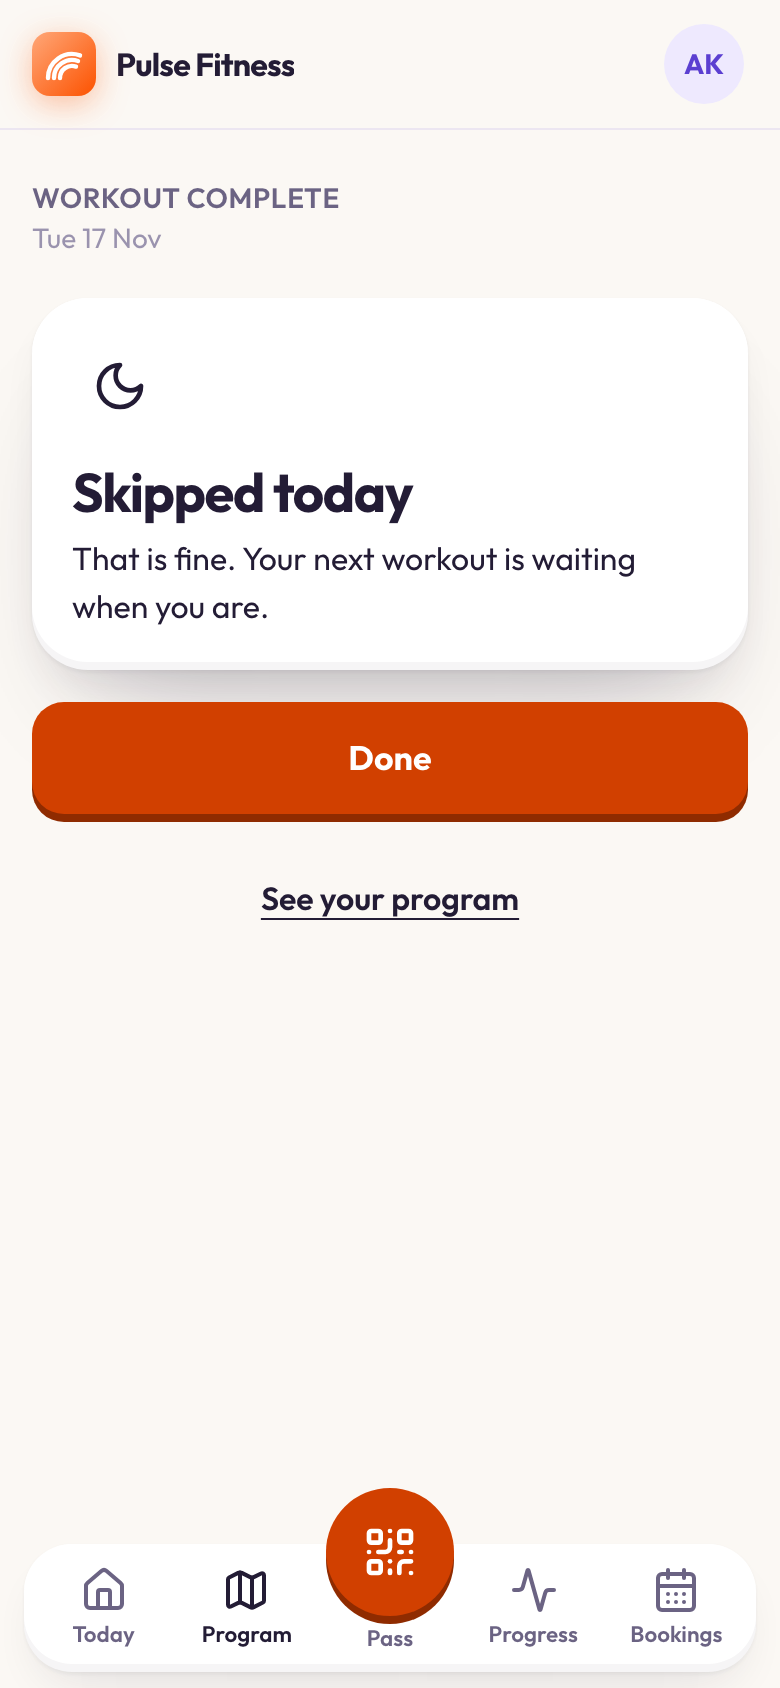 Pulse Fitness
AK
WORKOUT COMPLETE
Tue 17 Nov
Skipped today
That is fine. Your next workout is waiting
when you are.
Done
See your program
Today
Program
Pass
Progress
Bookings